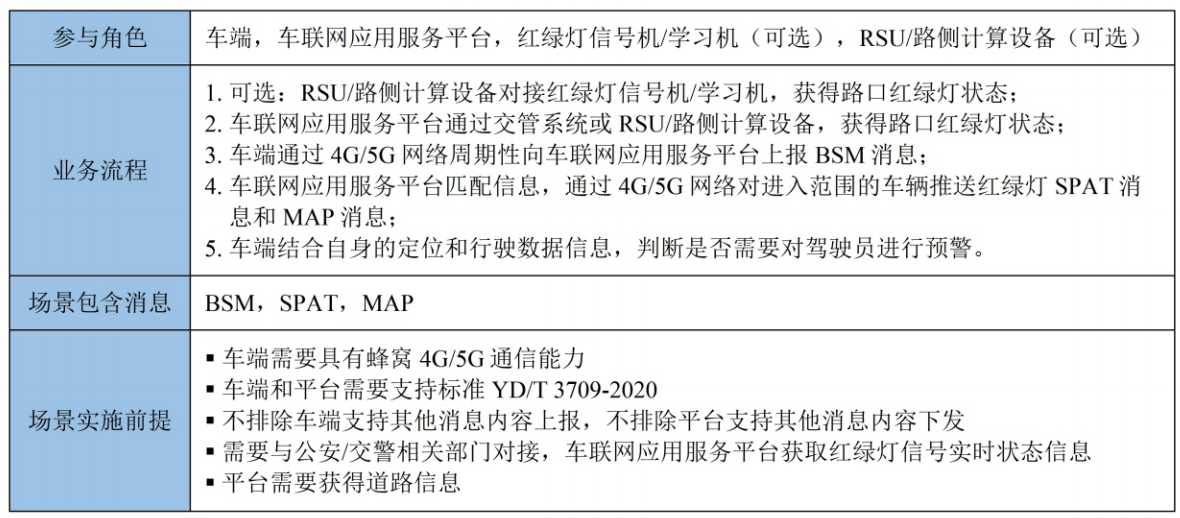 参与角色
车端，车联网应用服务平台，红绿灯信号机/学习机（可选），RSU/路侧计算设备（可选）
业务流程
1. 可选：RSU/路侧计算设备对接红绿灯信号机/学习机，获得路口红绿灯状态；
2. 车联网应用服务平台通过交管系统或 RSU/路侧计算设备，获得路口红绿灯状态；
3. 车端通过 4G/5G 网络周期性向车联网应用服务平台上报 BSM 消息；
4. 车联网应用服务平台匹配信息，通过 4G/5G 网络对进入范围的车辆推送红绿灯 SPAT 消
息和 MAP 消息；
5. 车端结合自身的定位和行驶数据信息，判断是否需要对驾驶员进行预警。
场景包含消息
BSM，SPAT，MAP
场景实施前提
▪ 车端需要具有蜂窝 4G/5G 通信能力
▪ 车端和平台需要支持标准 YD/T 3709-2020
▪ 不排除车端支持其他消息内容上报，不排除平台支持其他消息内容下发
▪ 需要与公安/交警相关部门对接，车联网应用服务平台获取红绿灯信号实时状态信息
▪ 平台需要获得道路信息